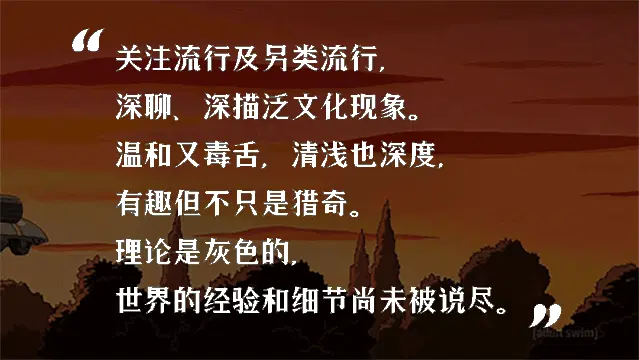 “
关注流行及另类流行,
深聊、深描泛文化现象。
温和又毒舌, 清浅也深度,
有趣但不只是猎奇。
理论是灰色的,
世界的经验和细节尚未被说尽。
”
[adult swim]